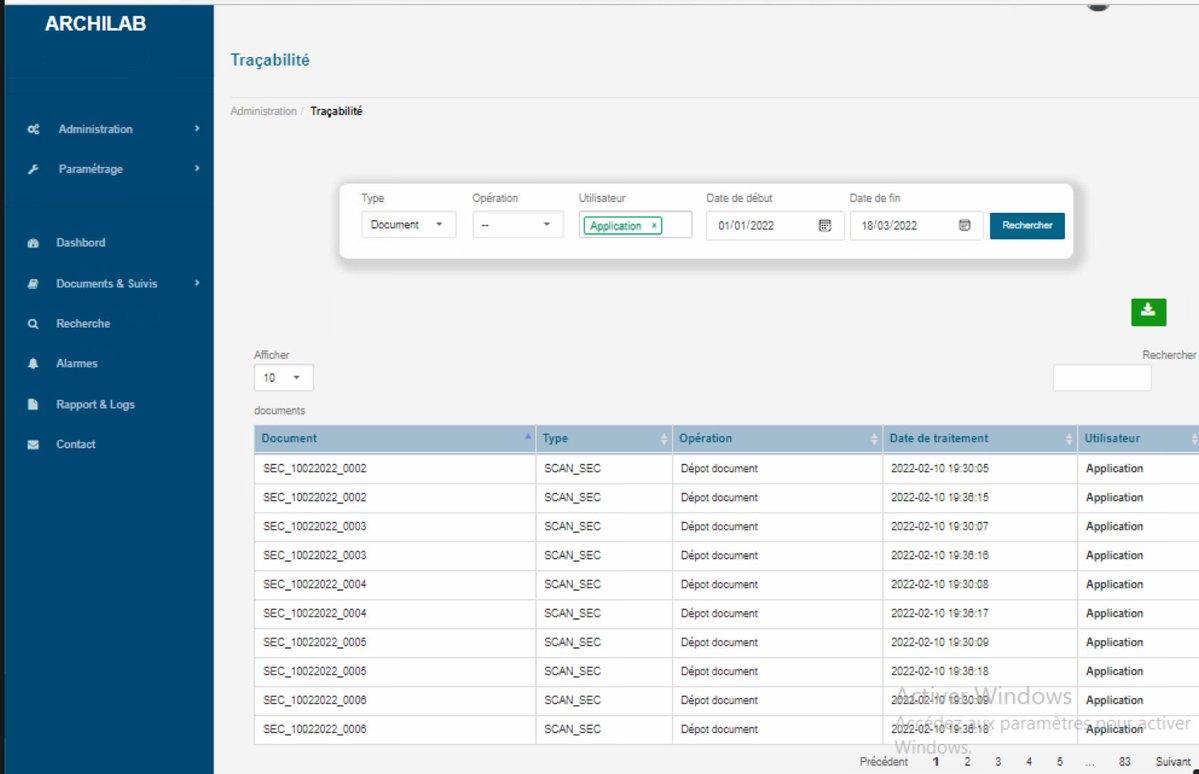 ARCHILAB
Administration
Paramétrage
Dashbord
Documents & Suivis
Recherche
Alarmes
Rapport & Logs
Contact
Traçabilité
Administration / Traçabilité
Type Opération Utilisateur Date de début Date de fin
Document -- Application × 01/01/2022 18/03/2022 Rechercher
Afficher Rechercher
10
documents
Document Type Opération Date de traitement Utilisateur
SEC_10022022_0002 SCAN_SEC Dépot document 2022-02-10 19:30:05 Application
SEC_10022022_0002 SCAN_SEC Dépot document 2022-02-10 19:36:15 Application
SEC_10022022_0003 SCAN_SEC Dépot document 2022-02-10 19:30:07 Application
SEC_10022022_0003 SCAN_SEC Dépot document 2022-02-10 19:36:16 Application
SEC_10022022_0004 SCAN_SEC Dépot document 2022-02-10 19:30:08 Application
SEC_10022022_0004 SCAN_SEC Dépot document 2022-02-10 19:36:17 Application
SEC_10022022_0005 SCAN_SEC Dépot document 2022-02-10 19:30:09 Application
SEC_10022022_0005 SCAN_SEC Dépot document 2022-02-10 19:36:18 Application
SEC_10022022_0006 SCAN_SEC Dépot document 2022-02-10 19:30:09 Application
SEC_10022022_0006 SCAN_SEC Dépot document 2022-02-10 19:36:18 Application
Activer Windows
Accédez aux paramètres pour activer
Windows.
Précédent 1 2 3 4 5 ... 83 Suivant